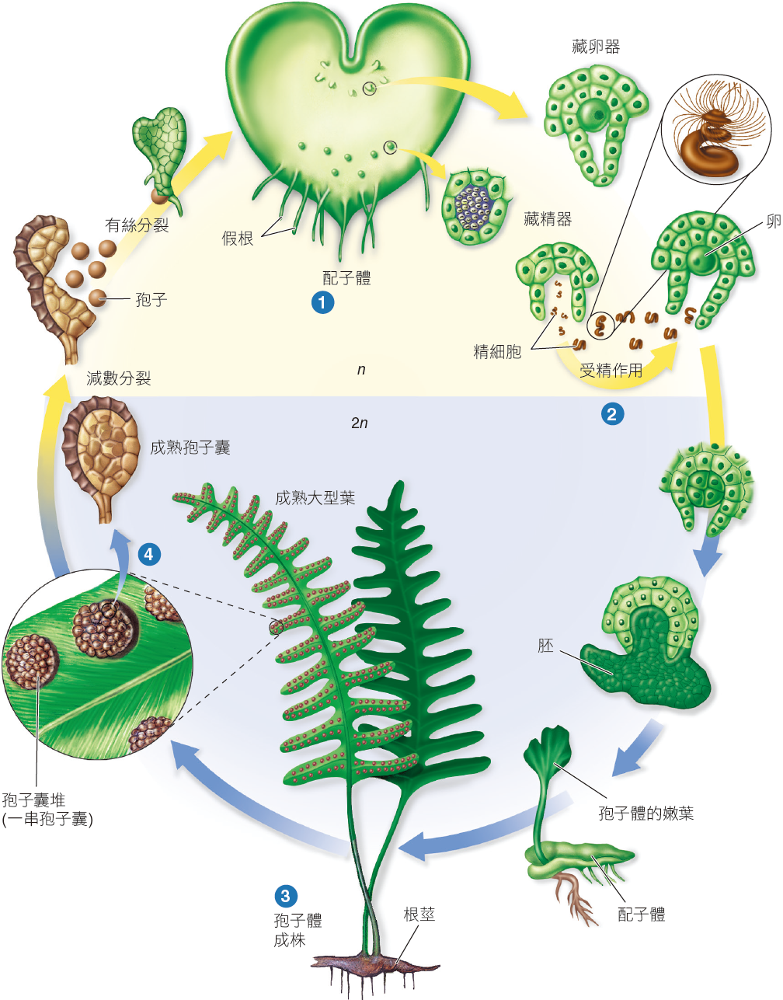 藏卵器
有絲分裂
假根
藏精器
卵
配子體
1
孢子
精細胞
受精作用
n
減數分裂
2
2n
成熟孢子囊
成熟大型葉
4
胚
孢子囊堆
(一串孢子囊)
孢子體的嫩葉
3
孢子體
成株
根莖
配子體